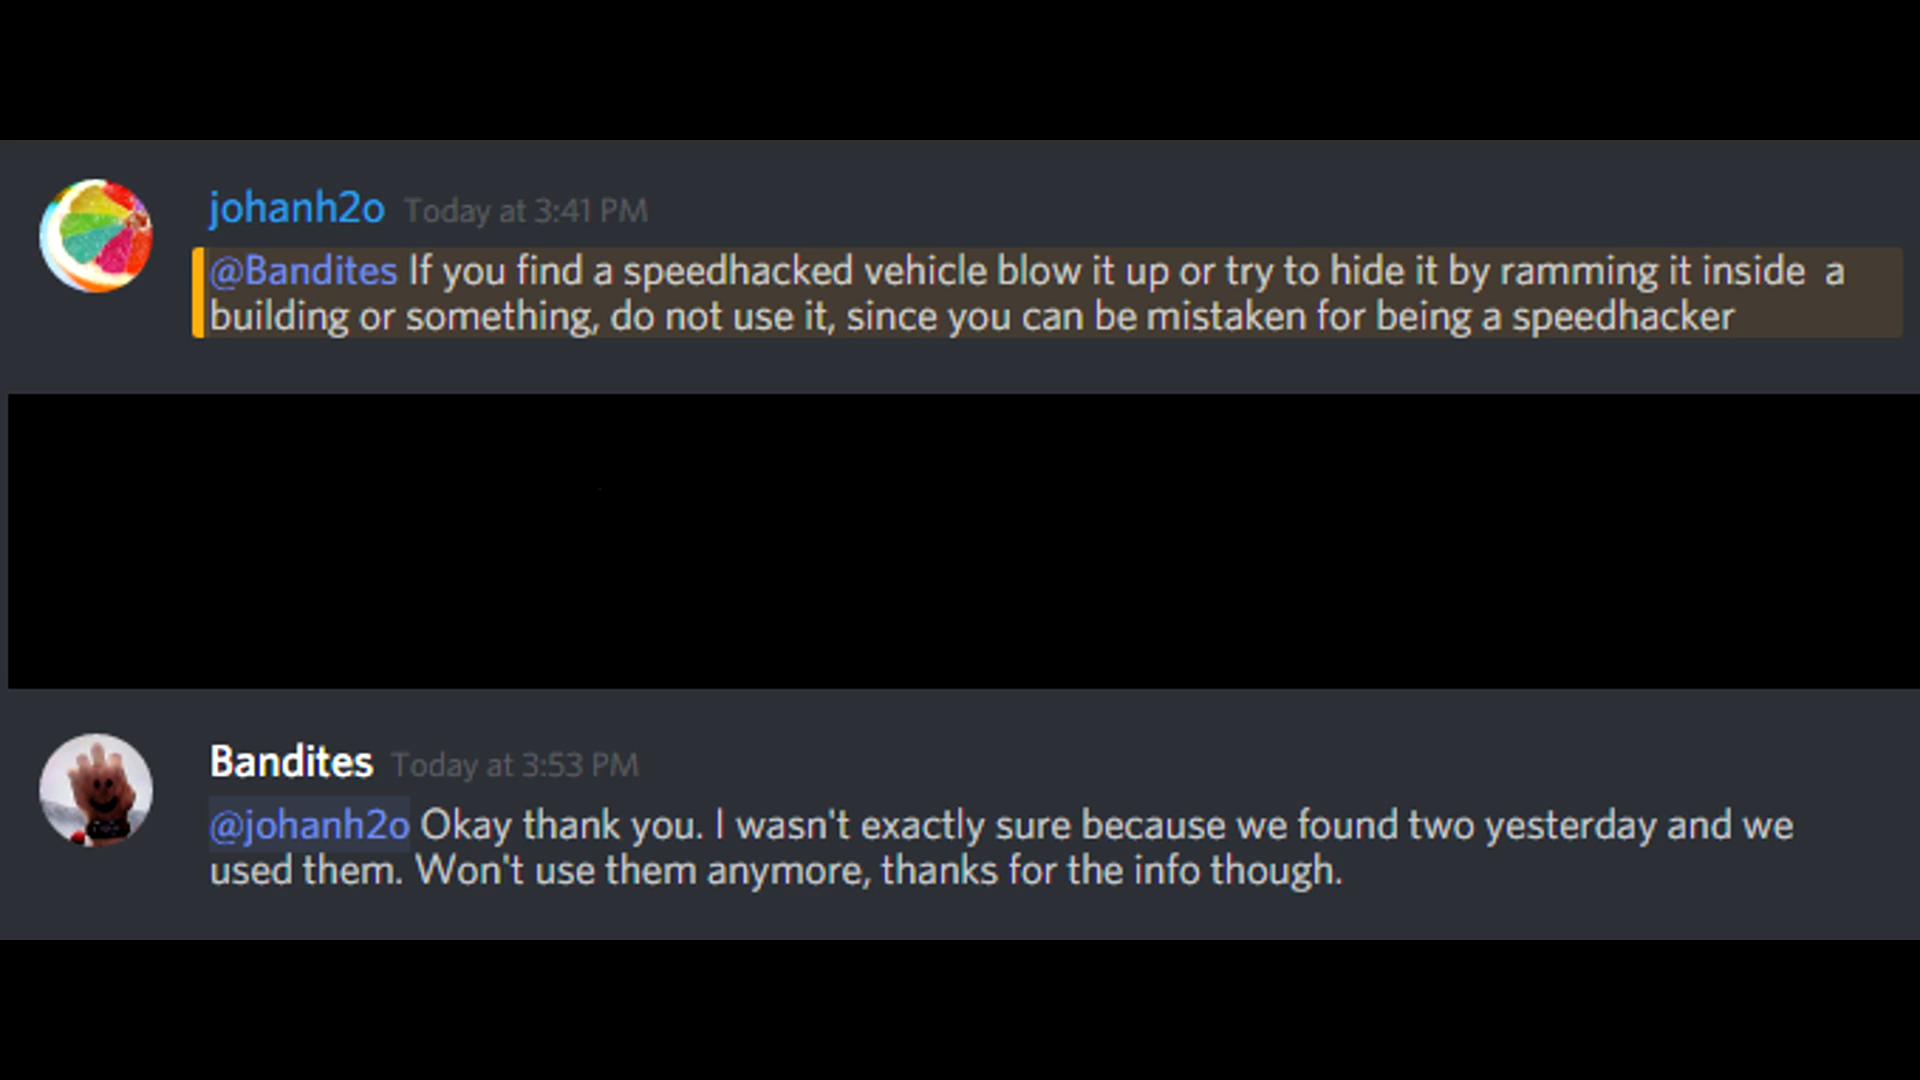 johanh2o Today at 3:41 PM
@Bandites If you find a speedhacked vehicle blow it up or try to hide it by ramming it inside  a
building or something, do not use it, since you can be mistaken for being a speedhacker
Bandites Today at 3:53 PM
@johanh2o Okay thank you. I wasn't exactly sure because we found two yesterday and we
used them. Won't use them anymore, thanks for the info though.